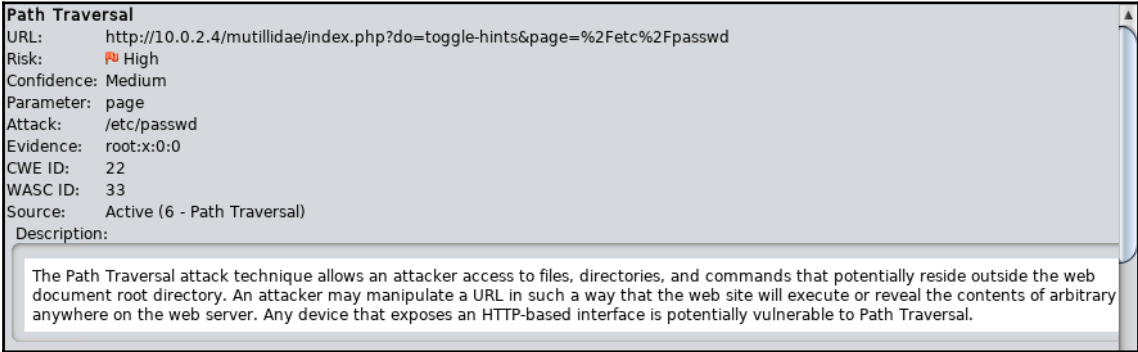 Path Traversal
URL: http://10.0.2.4/mutillidae/index.php?do=toggle-hints&page=%2Fetc%2Fpasswd
Risk: High
Confidence: Medium
Parameter: page
Attack: /etc/passwd
Evidence: root:x:0:0
CWE ID: 22
WASC ID: 33
Source: Active (6 - Path Traversal)
Description:
The Path Traversal attack technique allows an attacker access to files, directories, and commands that potentially reside outside the web
document root directory. An attacker may manipulate a URL in such a way that the web site will execute or reveal the contents of arbitrary
anywhere on the web server. Any device that exposes an HTTP-based interface is potentially vulnerable to Path Traversal.